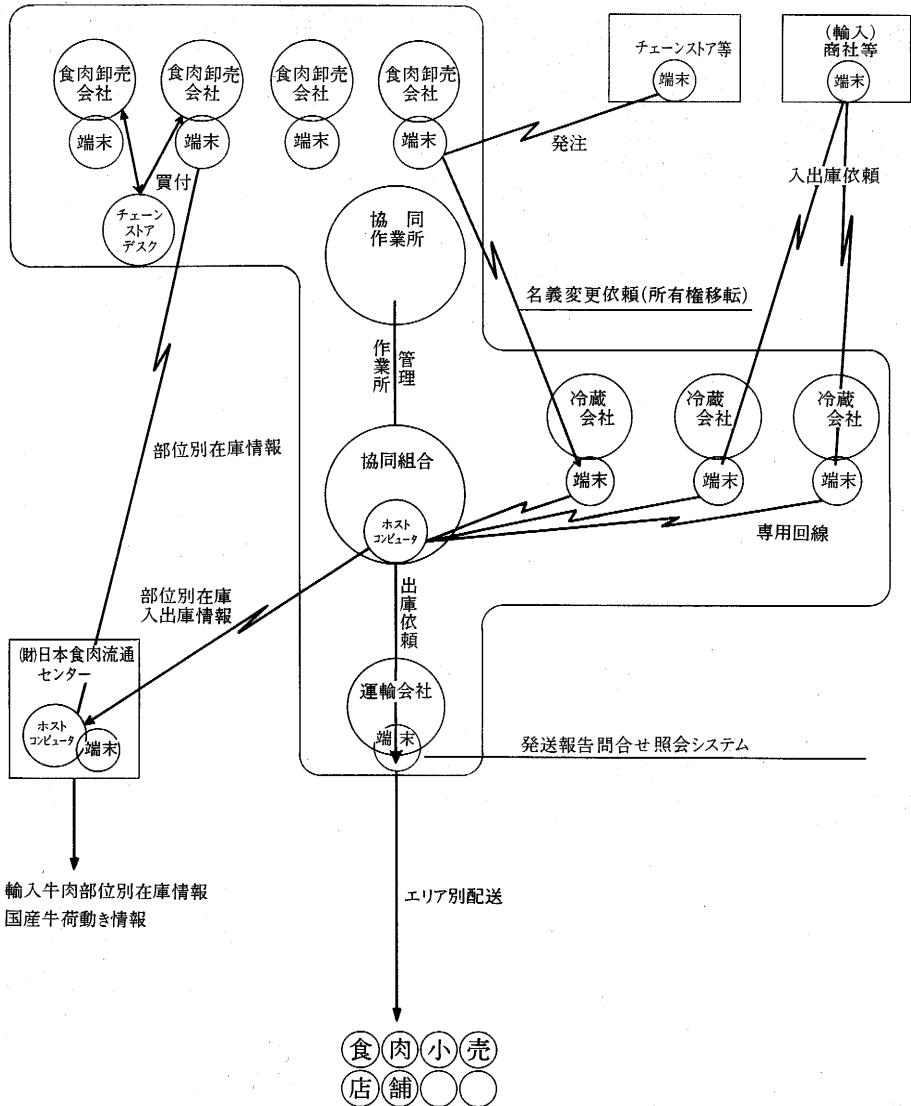 食肉卸売
会社
端末
食肉卸売
会社
端末
食肉卸売
会社
端末
食肉卸売
会社
端末
チェーンストア等
端末
(輸入)
商社等
端末
発注
買付
チェーン
ストア
デスク
入出庫依頼
協同
作業所
名義変更依頼(所有権移転)
作業所
管理
冷蔵
会社
端末
冷蔵
会社
端末
冷蔵
会社
端末
部位別在庫情報
協同組合
ホスト
コンピュータ
専用回線
部位別在庫
入出庫情報
出庫依頼
(財)日本食肉流通
センター
ホスト
コンピュータ
端末
運輸会社
端末
発送報告問合せ照会システム
輸入牛肉部位別在庫情報
国産牛荷動き情報
エリア別配送
食肉小売
店舗